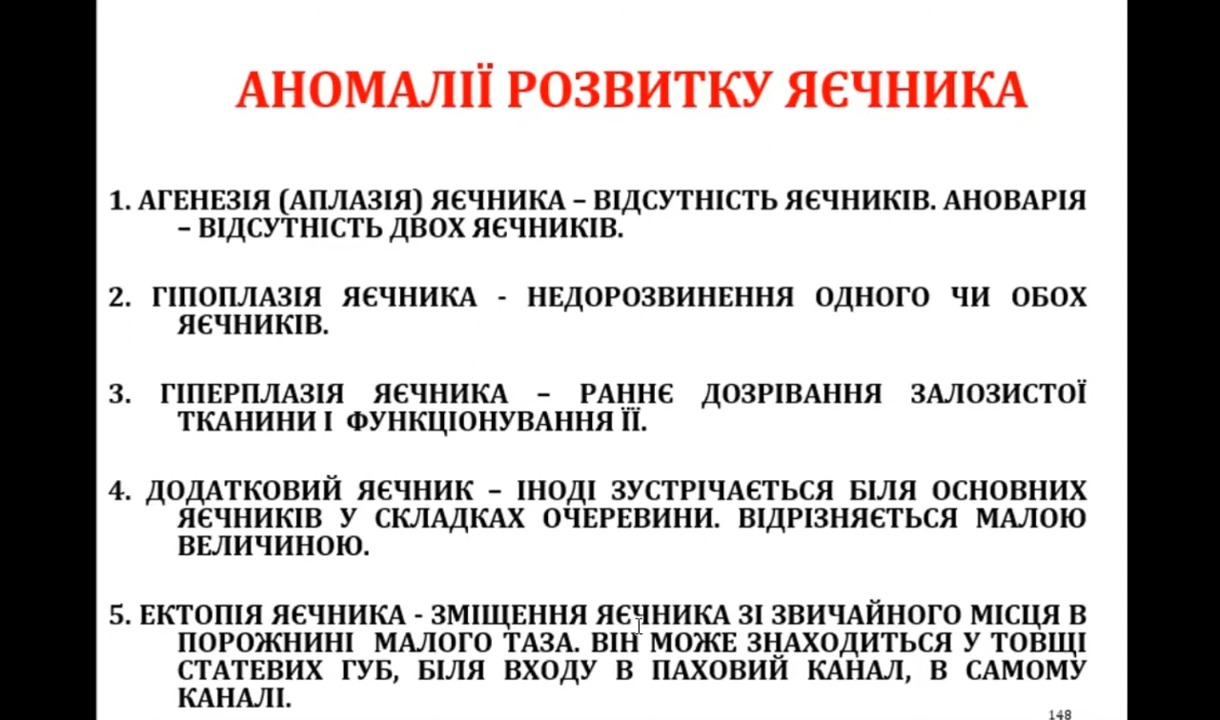 АНОМАЛІЇ РОЗВИТКУ ЯЄЧНИКА
1. АГЕНЕЗІЯ (АПЛАЗІЯ) ЯЄЧНИКА – ВІДСУТНІСТЬ ЯЄЧНИКІВ. АНОВАРІЯ
– ВІДСУТНІСТЬ ДВОХ ЯЄЧНИКІВ.
2. ГІПОПЛАЗІЯ ЯЄЧНИКА - НЕДОРОЗВИНЕННЯ ОДНОГО ЧИ ОБОХ
ЯЄЧНИКІВ.
3. ГІПЕРПЛАЗІЯ ЯЄЧНИКА – РАННЄ ДОЗРІВАННЯ ЗАЛОЗИСТОЇ
ТКАНИНИ І ФУНКЦІОНУВАННЯ ЇЇ.
4. ДОДАТКОВИЙ ЯЄЧНИК – ІНОДІ ЗУСТРІЧАЄТЬСЯ БІЛЯ ОСНОВНИХ
ЯЄЧНИКІВ У СКЛАДКАХ ОЧЕРЕВИНИ. ВІДРІЗНЯЄТЬСЯ МАЛОЮ
ВЕЛИЧИНОЮ.
5. ЕКТОПІЯ ЯЄЧНИКА - ЗМІЩЕННЯ ЯЄЧНИКА ЗІ ЗВИЧАЙНОГО МІСЦЯ В
ПОРОЖНИНІ МАЛОГО ТАЗА. ВІН МОЖЕ ЗНАХОДИТЬСЯ У ТОВЩІ
СТАТЕВИХ ГУБ, БІЛЯ ВХОДУ В ПАХОВИЙ КАНАЛ, В САМОМУ
КАНАЛІ.
148